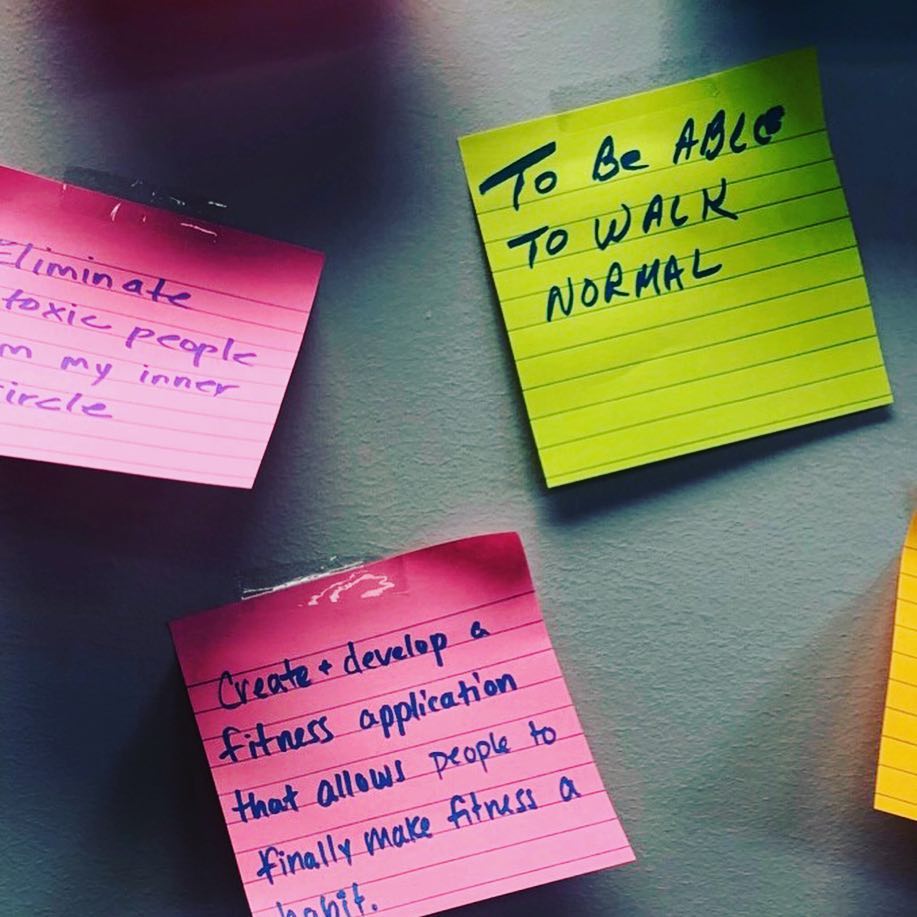 Eliminate
toxic people
m my inner
circle
To Be ABLe
To WALK
NORMAL
Create + develop a
fitness application
that allows people to
finally make fitness a
habit.